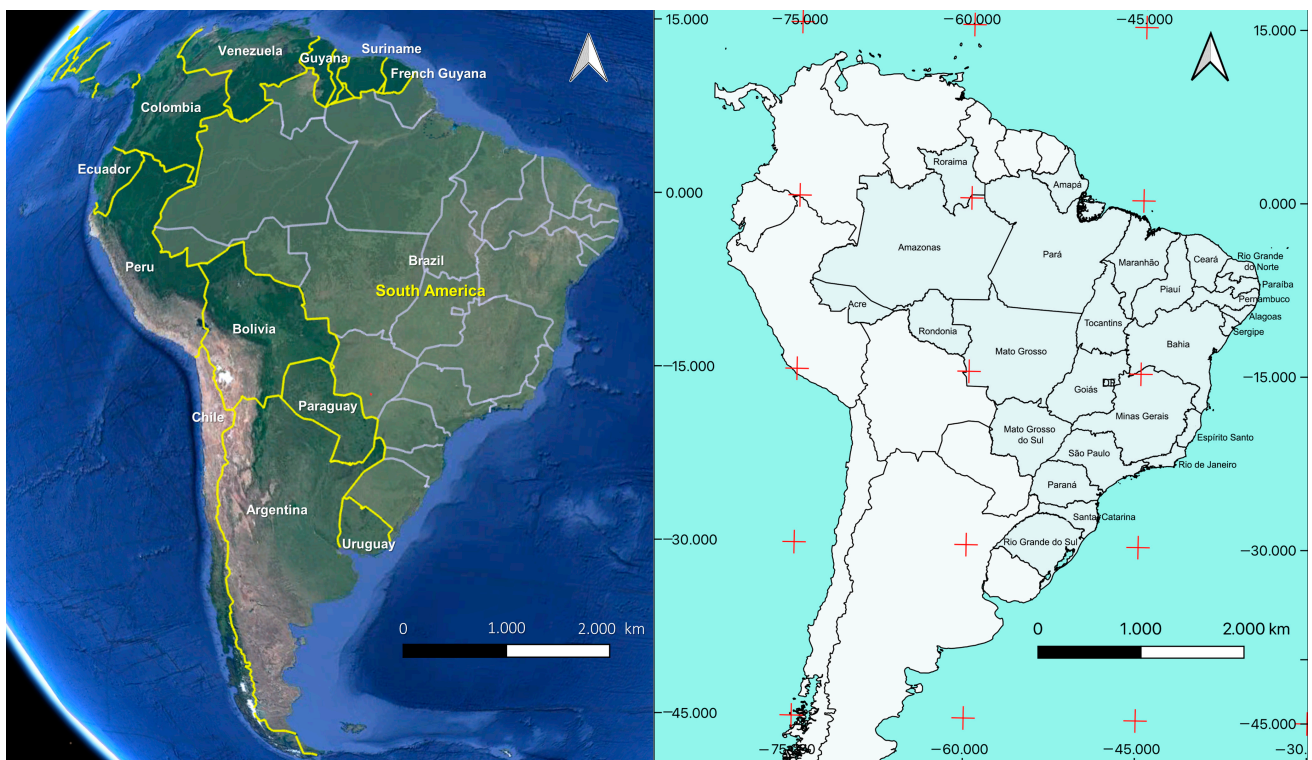 Venezuela
Suriname
Guyana
French Guyana
Colombia
Ecuador
Peru
Brazil
South America
Bolivia
Paraguay
Chile
Argentina
Uruguay
0 1.000 2.000 km
−15.000 −75.000 −60.000 −45.000 −15.000
Roraima
Amapá
0.000 0.000
Amazonas
Pará
Maranhão
Ceará
Rio Grande
do Norte
Paraíba
Piauí
Pernambuco
Acre
Alagoas
Rondonia
Tocantins
Sergipe
Bahia
Mato Grosso
−15.000 −15.000
Goiás
DF
Minas Gerais
Mato Grosso
do Sul
Espírito Santo
São Paulo
Rio de Janeiro
Paraná
Santa Catarina
−30.000 −30.000
Rio Grande do Sul
0 1.000 2.000 km
−45.000 −45.000
−60.000 −45.000